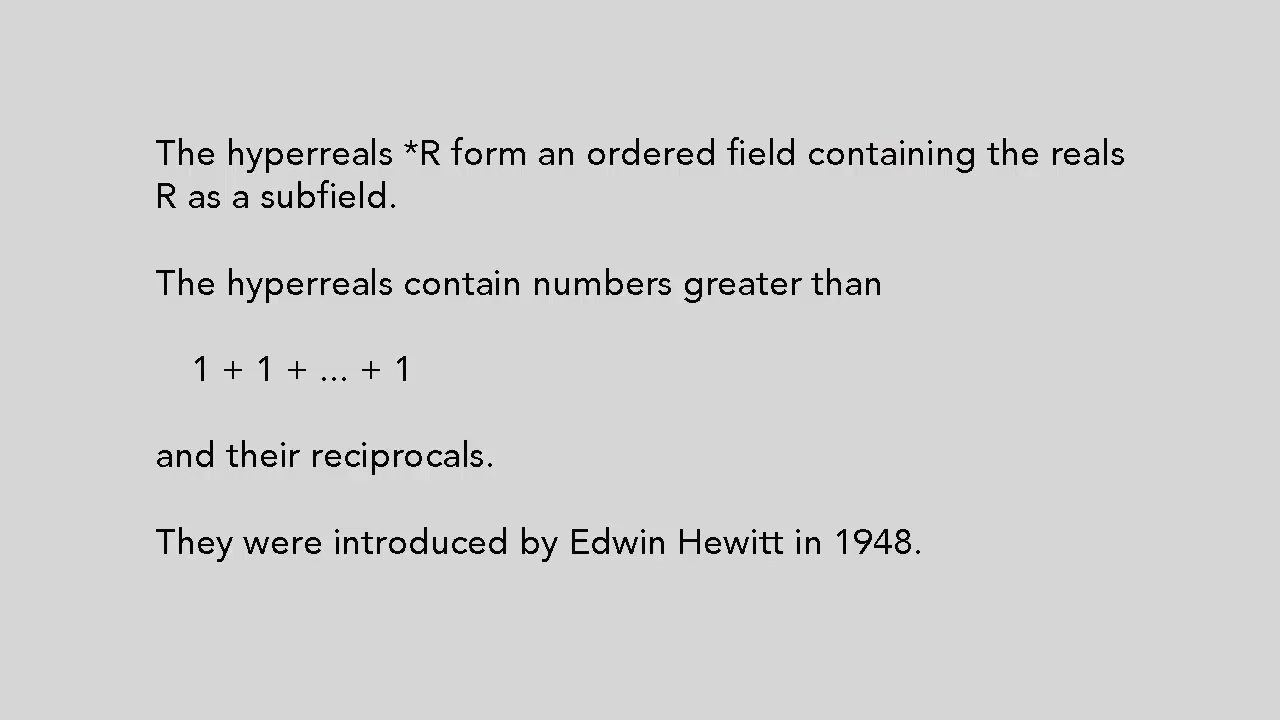 The hyperreals *R form an ordered field containing the reals
R as a subfield.
The hyperreals contain numbers greater than
1 + 1 + ... + 1
and their reciprocals.
They were introduced by Edwin Hewitt in 1948.